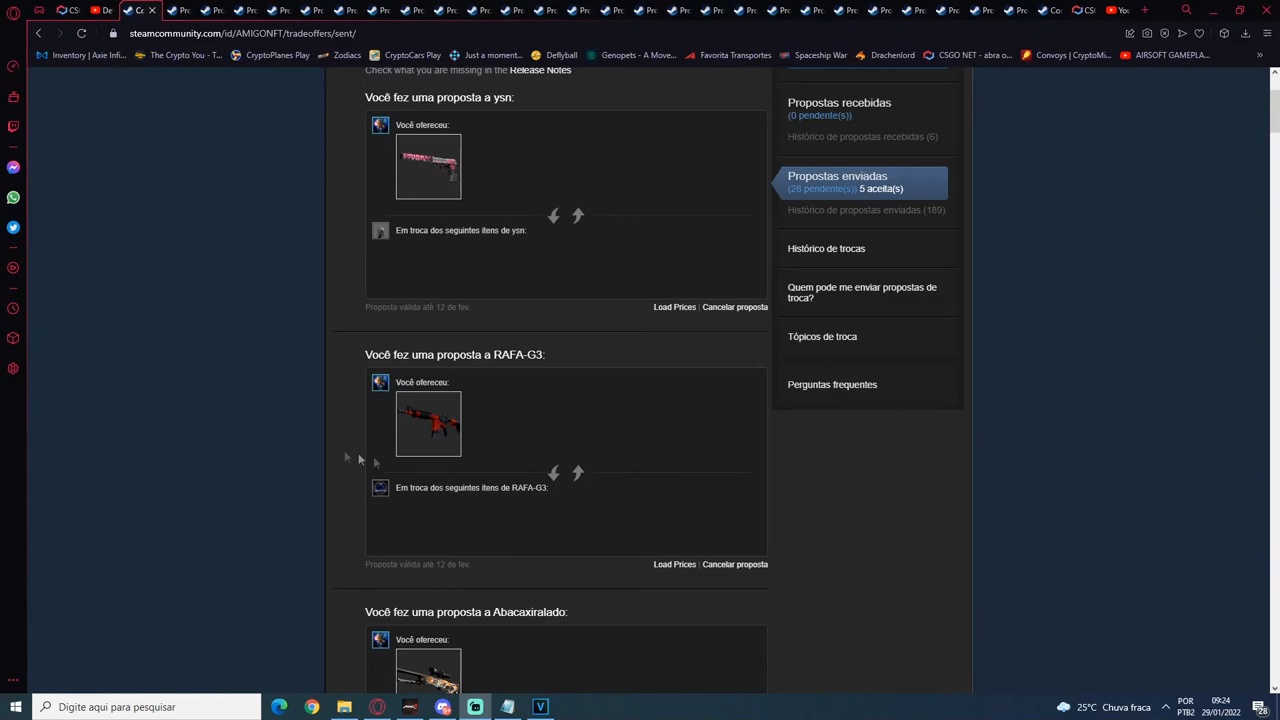 CS
De
Co
Pr
steamcommunity.com/id/AMIGONFT/tradeoffers/sent/
Inventory | Axie Infi...
The Crypto You - T...
CryptoPlanes Play
Zodiacs
CryptoCars Play
Just a moment...
Deflyball
Genopets - A Move...
Favorita Transportes
Spaceship War
Drachenlord
CSGO NET - abra o...
Convoys | CryptoMi...
AIRSOFT GAMEPLA...
Check what you are missing in the Release Notes
Você fez uma proposta a ysn:
Você ofereceu:
Em troca dos seguintes itens de ysn:
Proposta válida até 12 de fev.
Load Prices | Cancelar proposta
Você fez uma proposta a RAFA-G3:
Você ofereceu:
Em troca dos seguintes itens de RAFA-G3:
Proposta válida até 12 de fev.
Load Prices | Cancelar proposta
Você fez uma proposta a Abacaxiralado:
Você ofereceu:
Propostas recebidas
(0 pendente(s))
Histórico de propostas recebidas (6)
Propostas enviadas
(28 pendente(s)) 5 aceita(s)
Histórico de propostas enviadas (189)
Histórico de trocas
Quem pode me enviar propostas de
troca?
Tópicos de troca
Perguntas frequentes
Digite aqui para pesquisar
25°C Chuva fraca
POR
PTB2
09:24
29/01/2022
28